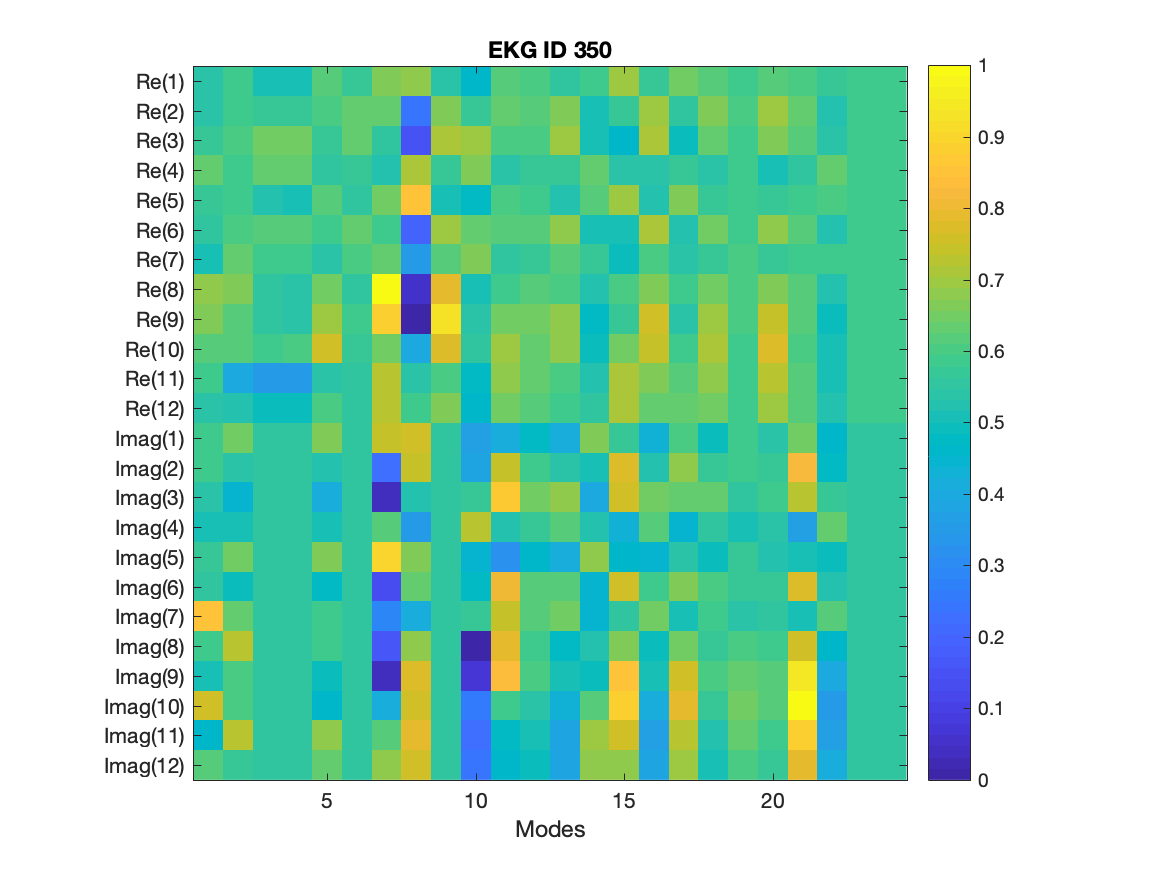 EKG ID 350
Re(1)
Re(2)
Re(3)
Re(4)
Re(5)
Re(6)
Re(7)
Re(8)
Re(9)
Re(10)
Re(11)
Re(12)
Imag(1)
Imag(2)
Imag(3)
Imag(4)
Imag(5)
Imag(6)
Imag(7)
Imag(8)
Imag(9)
Imag(10)
Imag(11)
Imag(12)
5 10 15 20
Modes
1
0.9
0.8
0.7
0.6
0.5
0.4
0.3
0.2
0.1
0